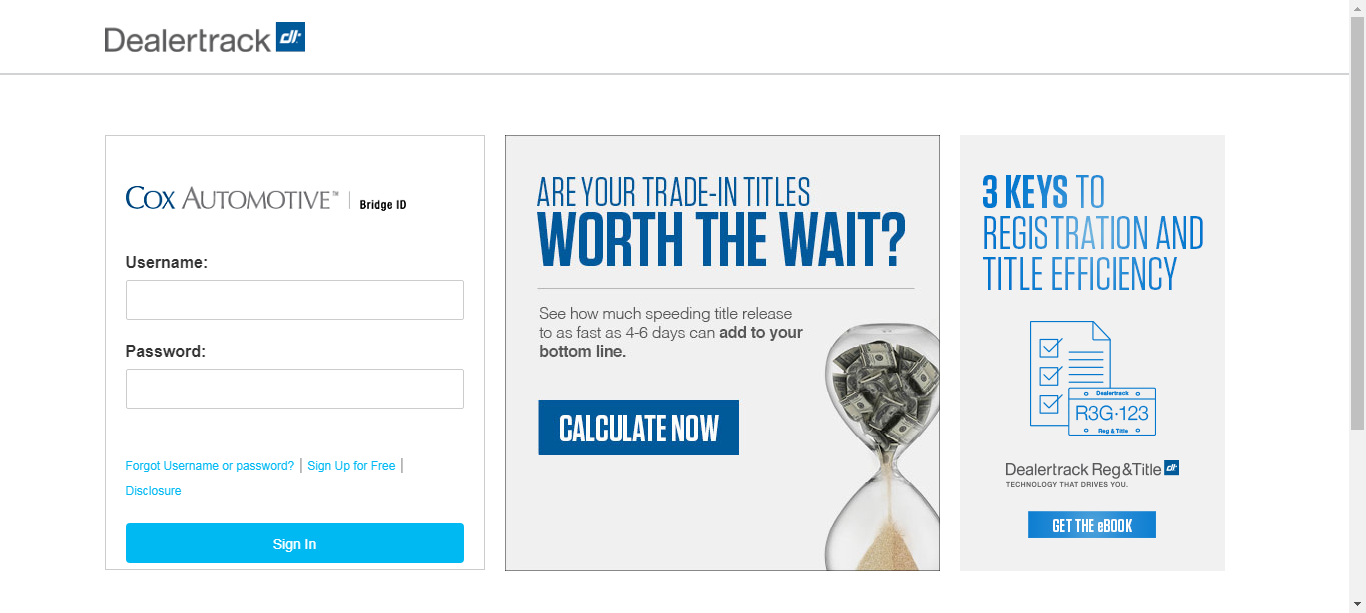 Dealertrack dt
COX AUTOMOTIVE™ | Bridge ID
Username:
Password:
Forgot Username or password? | Sign Up for Free |
Disclosure
Sign In
ARE YOUR TRADE-IN TITLES
WORTH THE WAIT?
See how much speeding title release
to as fast as 4-6 days can add to your
bottom line.
CALCULATE NOW
3 KEYS TO
REGISTRATION AND
TITLE EFFICIENCY
Dealertrack
R3G·123
Reg & Title
Dealertrack Reg&Title dt
TECHNOLOGY THAT DRIVES YOU.
GET THE eBOOK